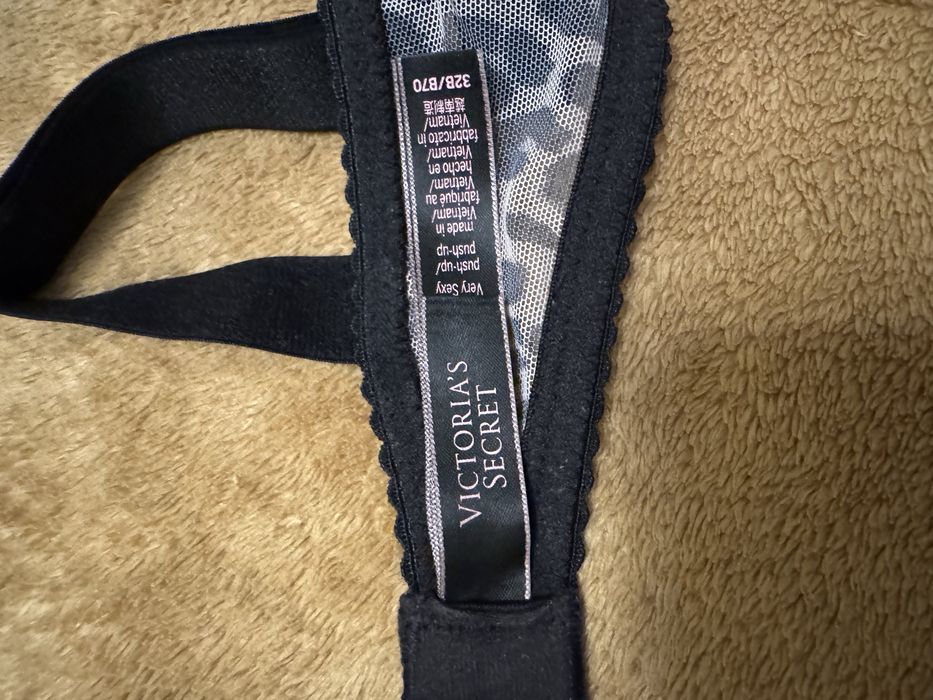 VICTORIA'S
SECRET
Very Sexy
push-up/
push-up
made in
Vietnam/
fabriqué au
Vietnam/
hecho en
Vietnam/
fabbricato in
Vietnam/
越南制造
32B/B70